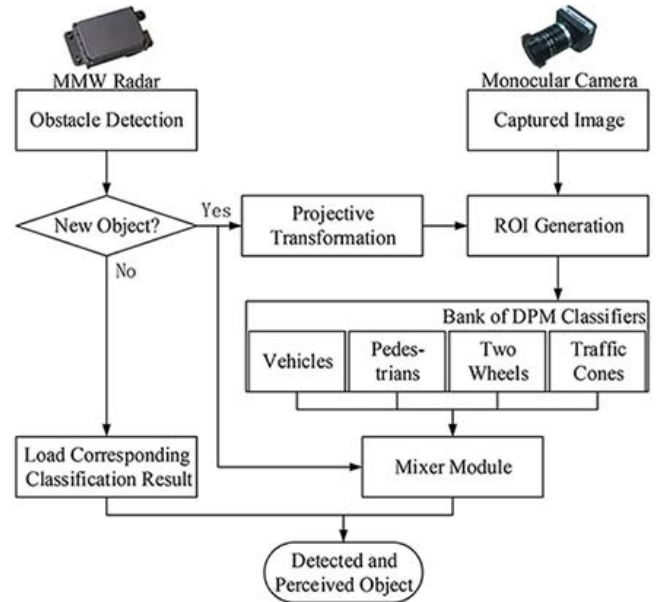 MMW Radar
Monocular Camera
Obstacle Detection
Captured Image
New Object?
Yes
Projective
Transformation
ROI Generation
No
Bank of DPM Classifiers
Vehicles
Pedes-
trians
Two
Wheels
Traffic
Cones
Load Corresponding
Classification Result
Mixer Module
Detected and
Perceived Object